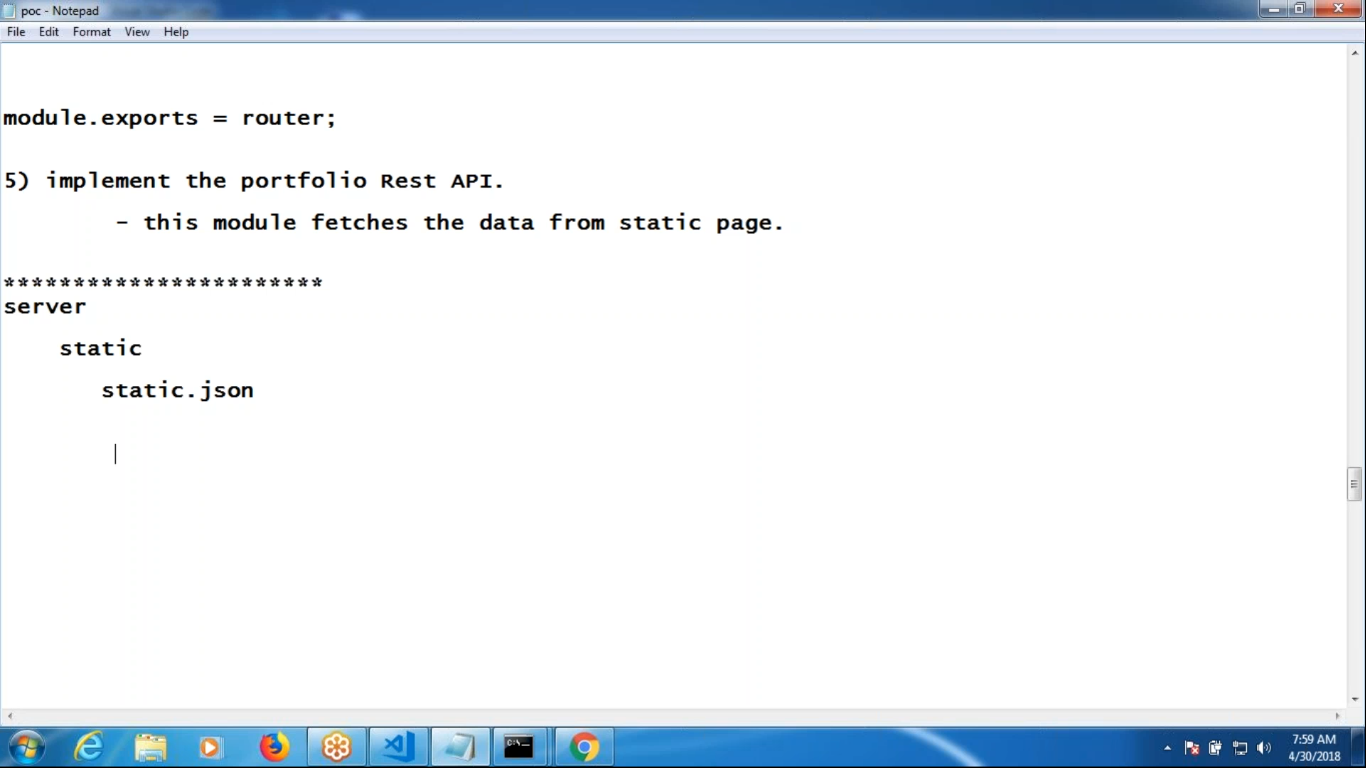 poc - Notepad
File Edit Format View Help
module.exports = router;
5) implement the portfolio Rest API.
- this module fetches the data from static page.
***********************
server
static
static.json
7:59 AM
4/30/2018